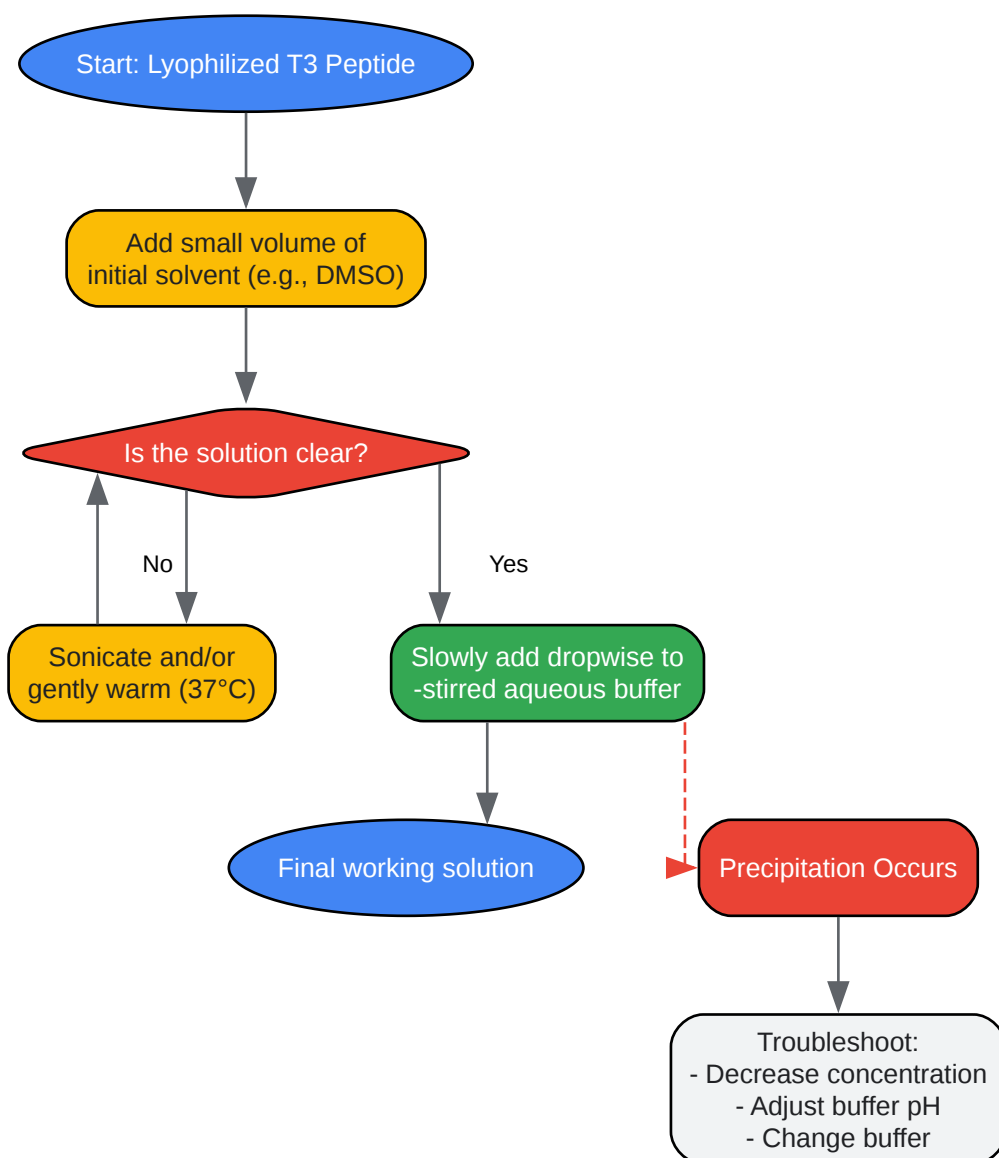 Start: Lyophilized T3 Peptide
Add small volume of
initial solvent (e.g., DMSO)
Is the solution clear?
No
Yes
Sonicate and/or
gently warm (37°C)
Slowly add dropwise to
-stirred aqueous buffer
Final working solution
Precipitation Occurs
Troubleshoot:
- Decrease concentration
- Adjust buffer pH
- Change buffer